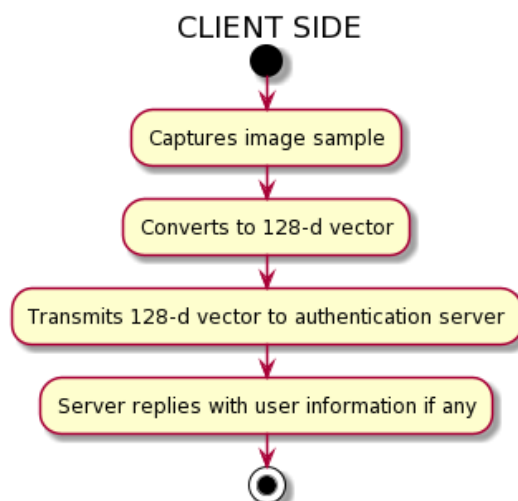 CLIENT SIDE
Captures image sample
Converts to 128-d vector
Transmits 128-d vector to authentication server
Server replies with user information if any